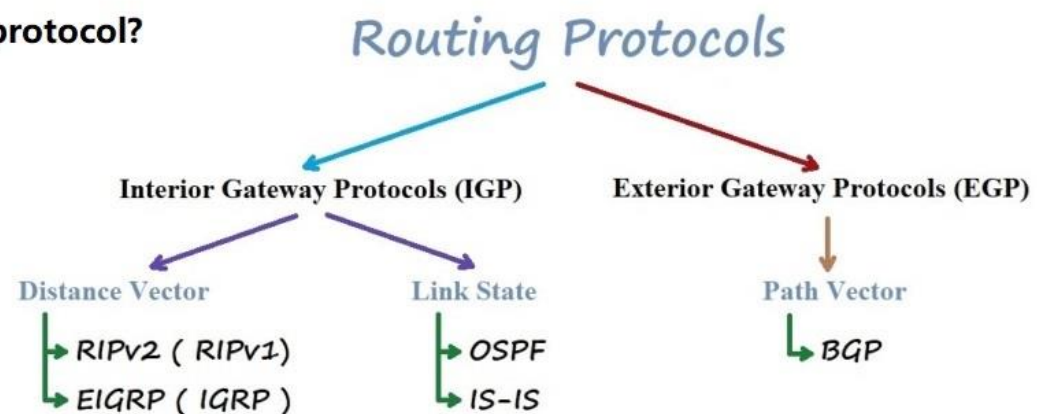 protocol?
Routing Protocols
Interior Gateway Protocols (IGP)
Exterior Gateway Protocols (EGP)
Distance Vector
Link State
Path Vector
RIPv2 ( RIPv1)
OSPF
BGP
EIGRP ( IGRP )
IS-IS